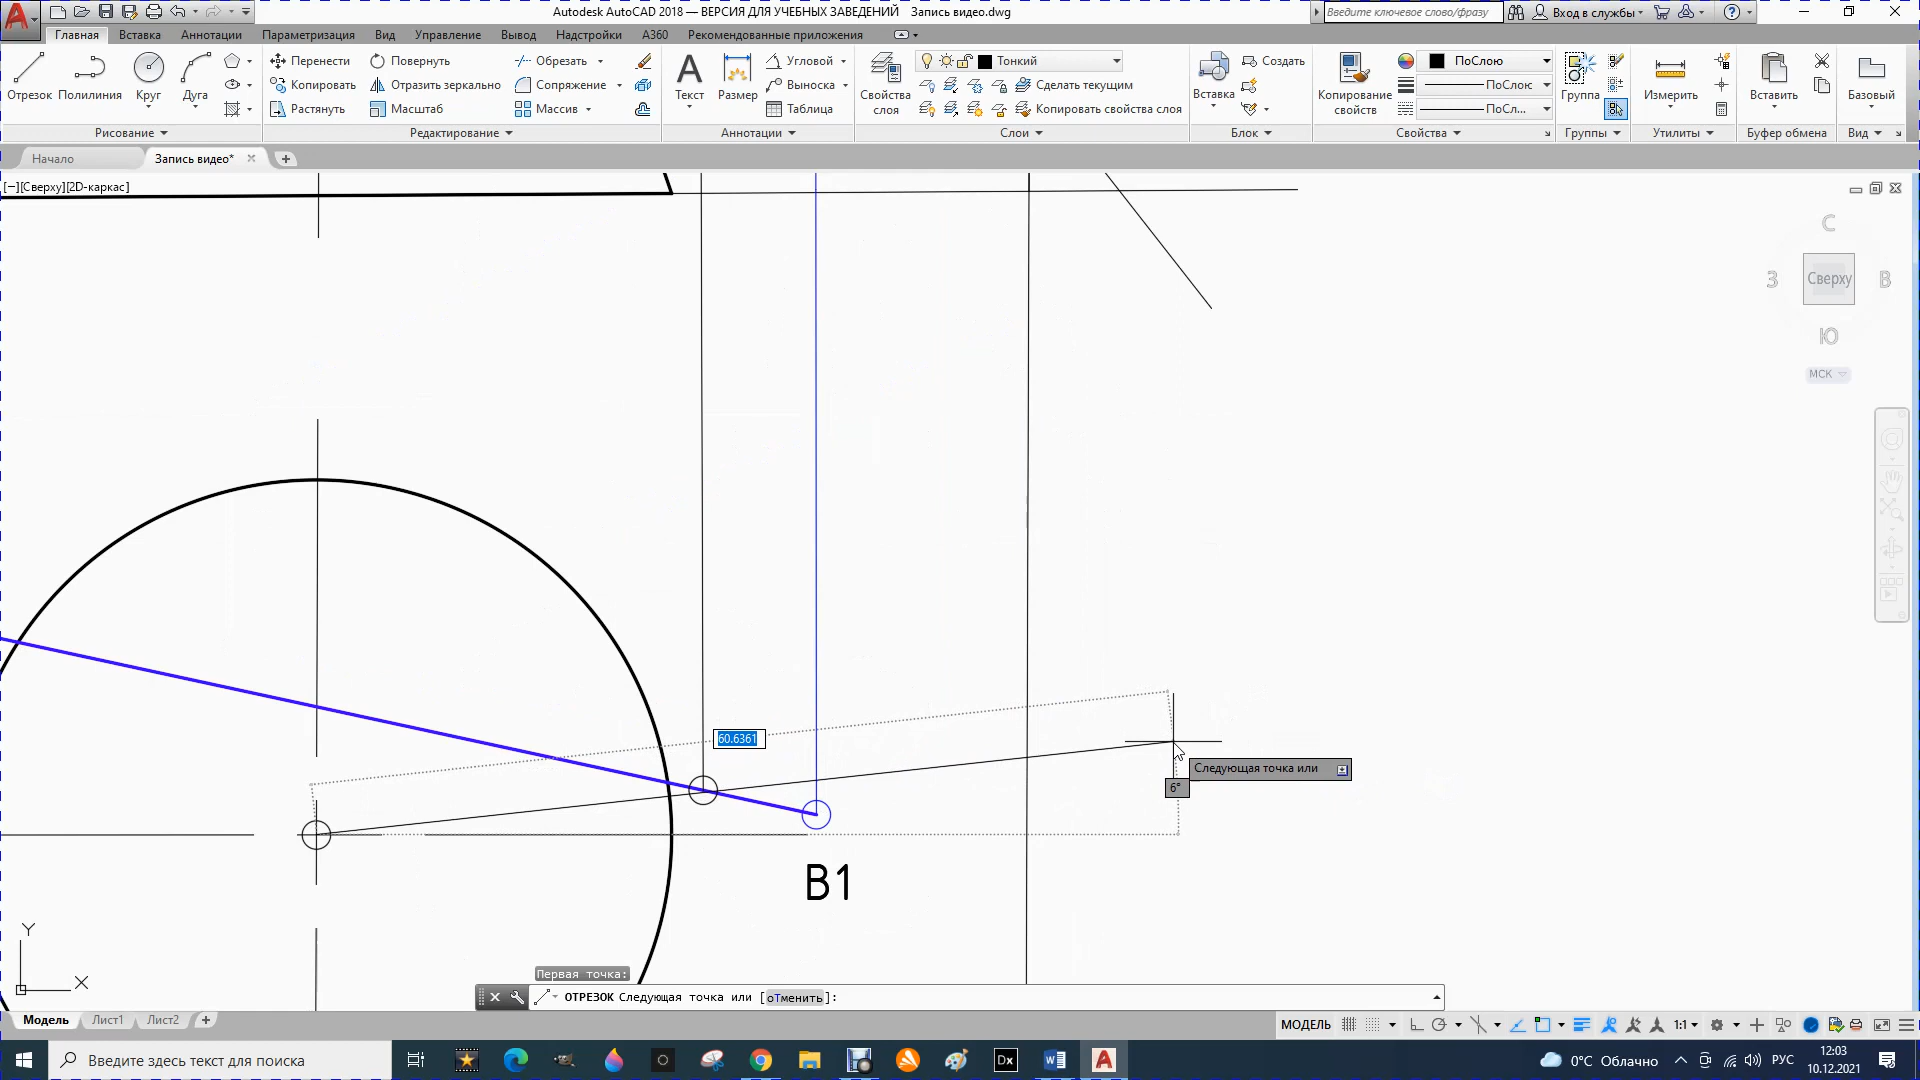 Autodesk AutoCAD 2018 — ВЕРСИЯ ДЛЯ УЧЕБНЫХ ЗАВЕДЕНИЙ Запись видео.dwg
Введите ключевое слово/фразу
Вход в службы
Главная Вставка Аннотации Параметризация Вид Управление Вывод Надстройки A360 Рекомендованные приложения
Отрезок Полилиния Круг Дуга
Рисование
Перенести Повернуть Обрезать
Копировать Отразить зеркально Сопряжение
Растянуть Масштаб Массив
Редактирование
Текст Размер
Угловой
Выноска
Таблица
Аннотации
Свойства слоя
Тонкий
Сделать текущим
Копировать свойства слоя
Слои
Вставка
Создать
Блок
Копирование свойств
ПоСлою
ПоСлою
ПоСл...
Свойства
Группа
Группы
Измерить
Утилиты
Вставить
Буфер обмена
Базовый
Вид
Начало
Запись видео*
[−][Сверху][2D-каркас]
С
З
Сверху
В
Ю
МСК
60.6361
Следующая точка или
6°
B1
Y
X
Первая точка:
ОТРЕЗОК Следующая точка или [оТменить]:
Модель Лист1 Лист2
МОДЕЛЬ
1:1
Введите здесь текст для поиска
Dx
0°C Облачно
РУС
12:03
10.12.2021